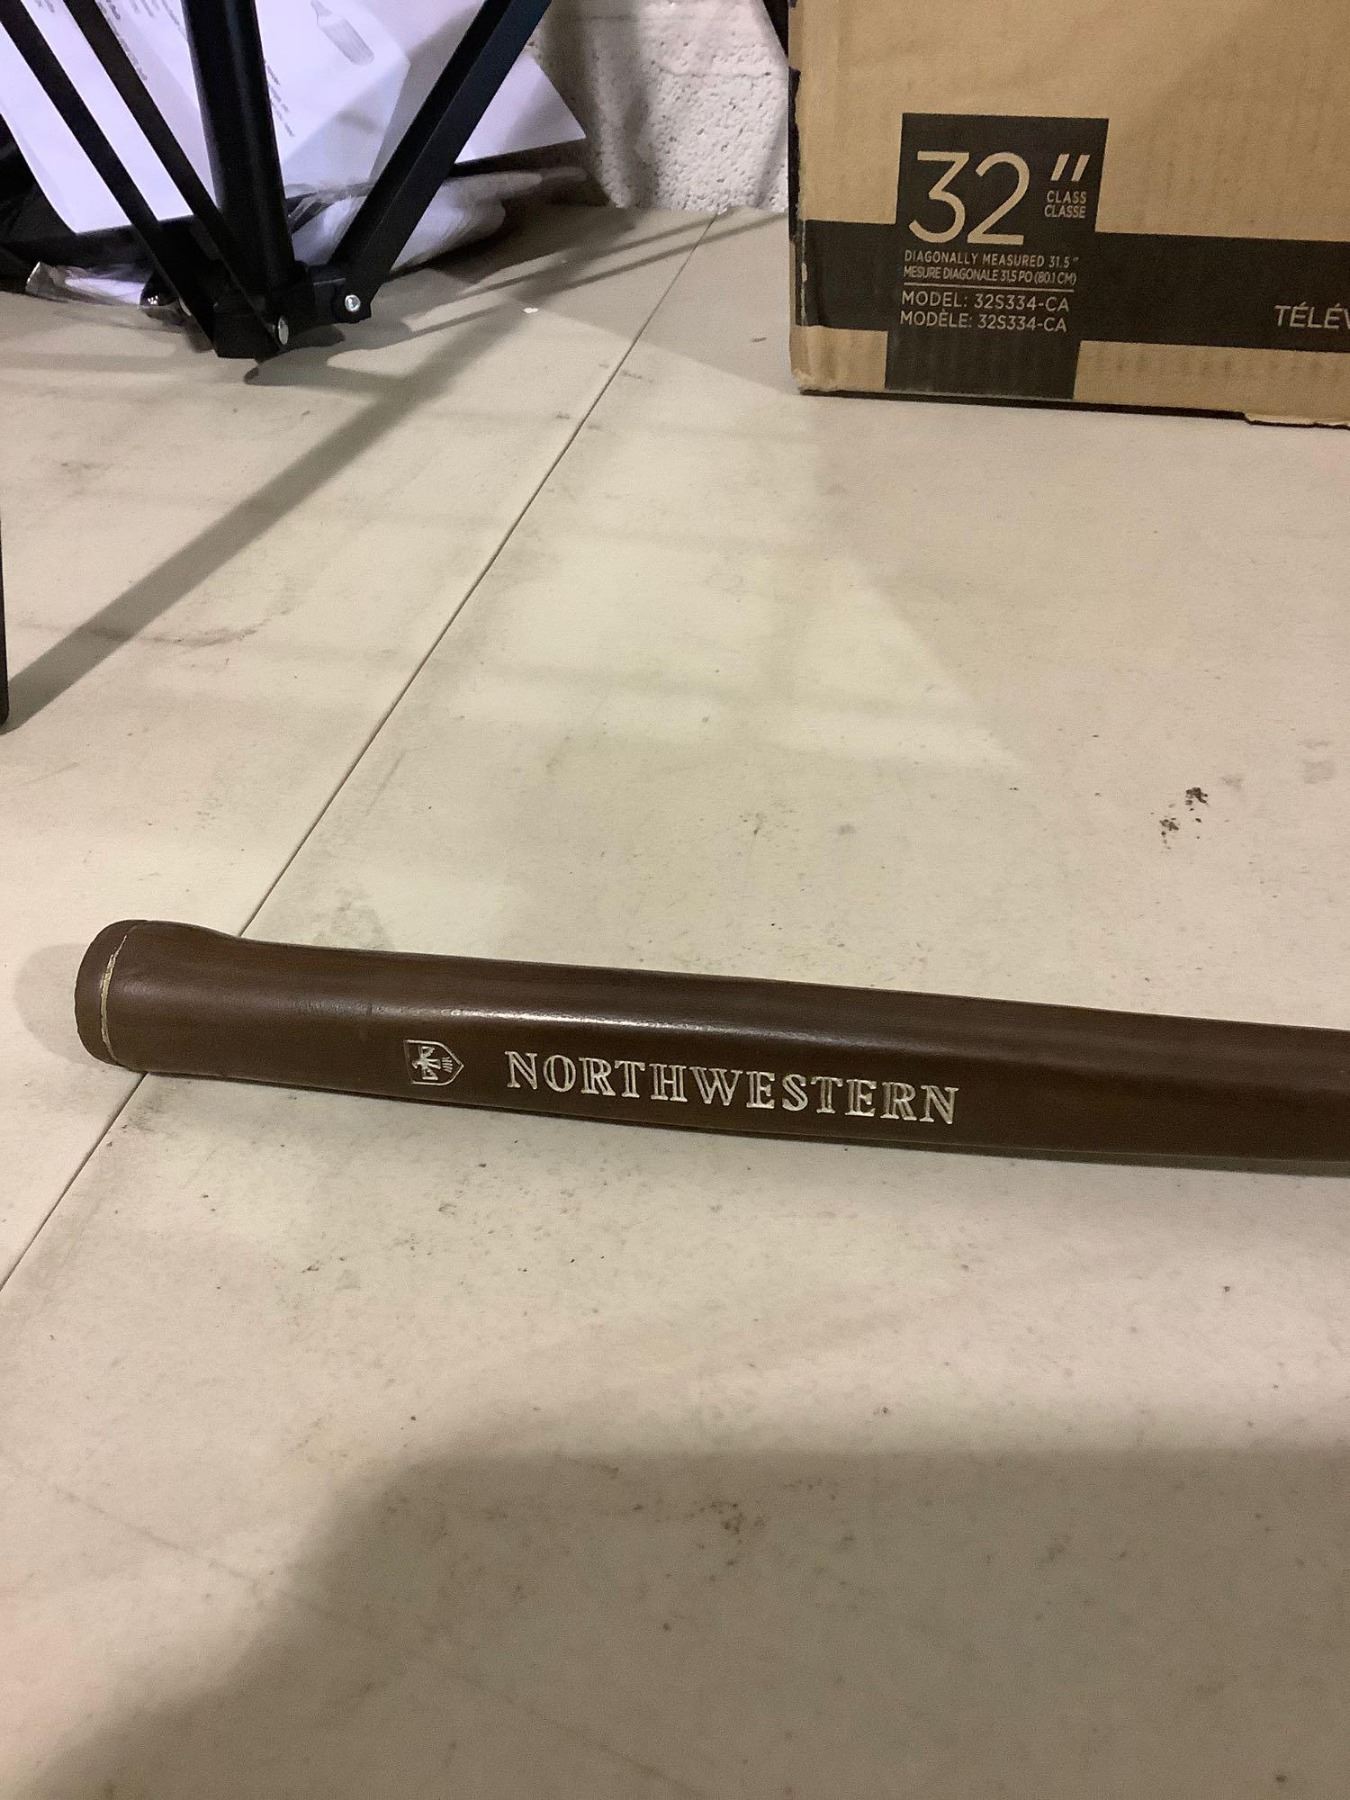 32"
CLASS
CLASSE
DIAGONALLY MEASURED 31.5"
MESURE DIAGONALE 31,5 PO (80.1 CM)
MODEL: 32S334-CA
MODÈLE: 32S334-CA
TÉLÉV
NORTHWESTERN